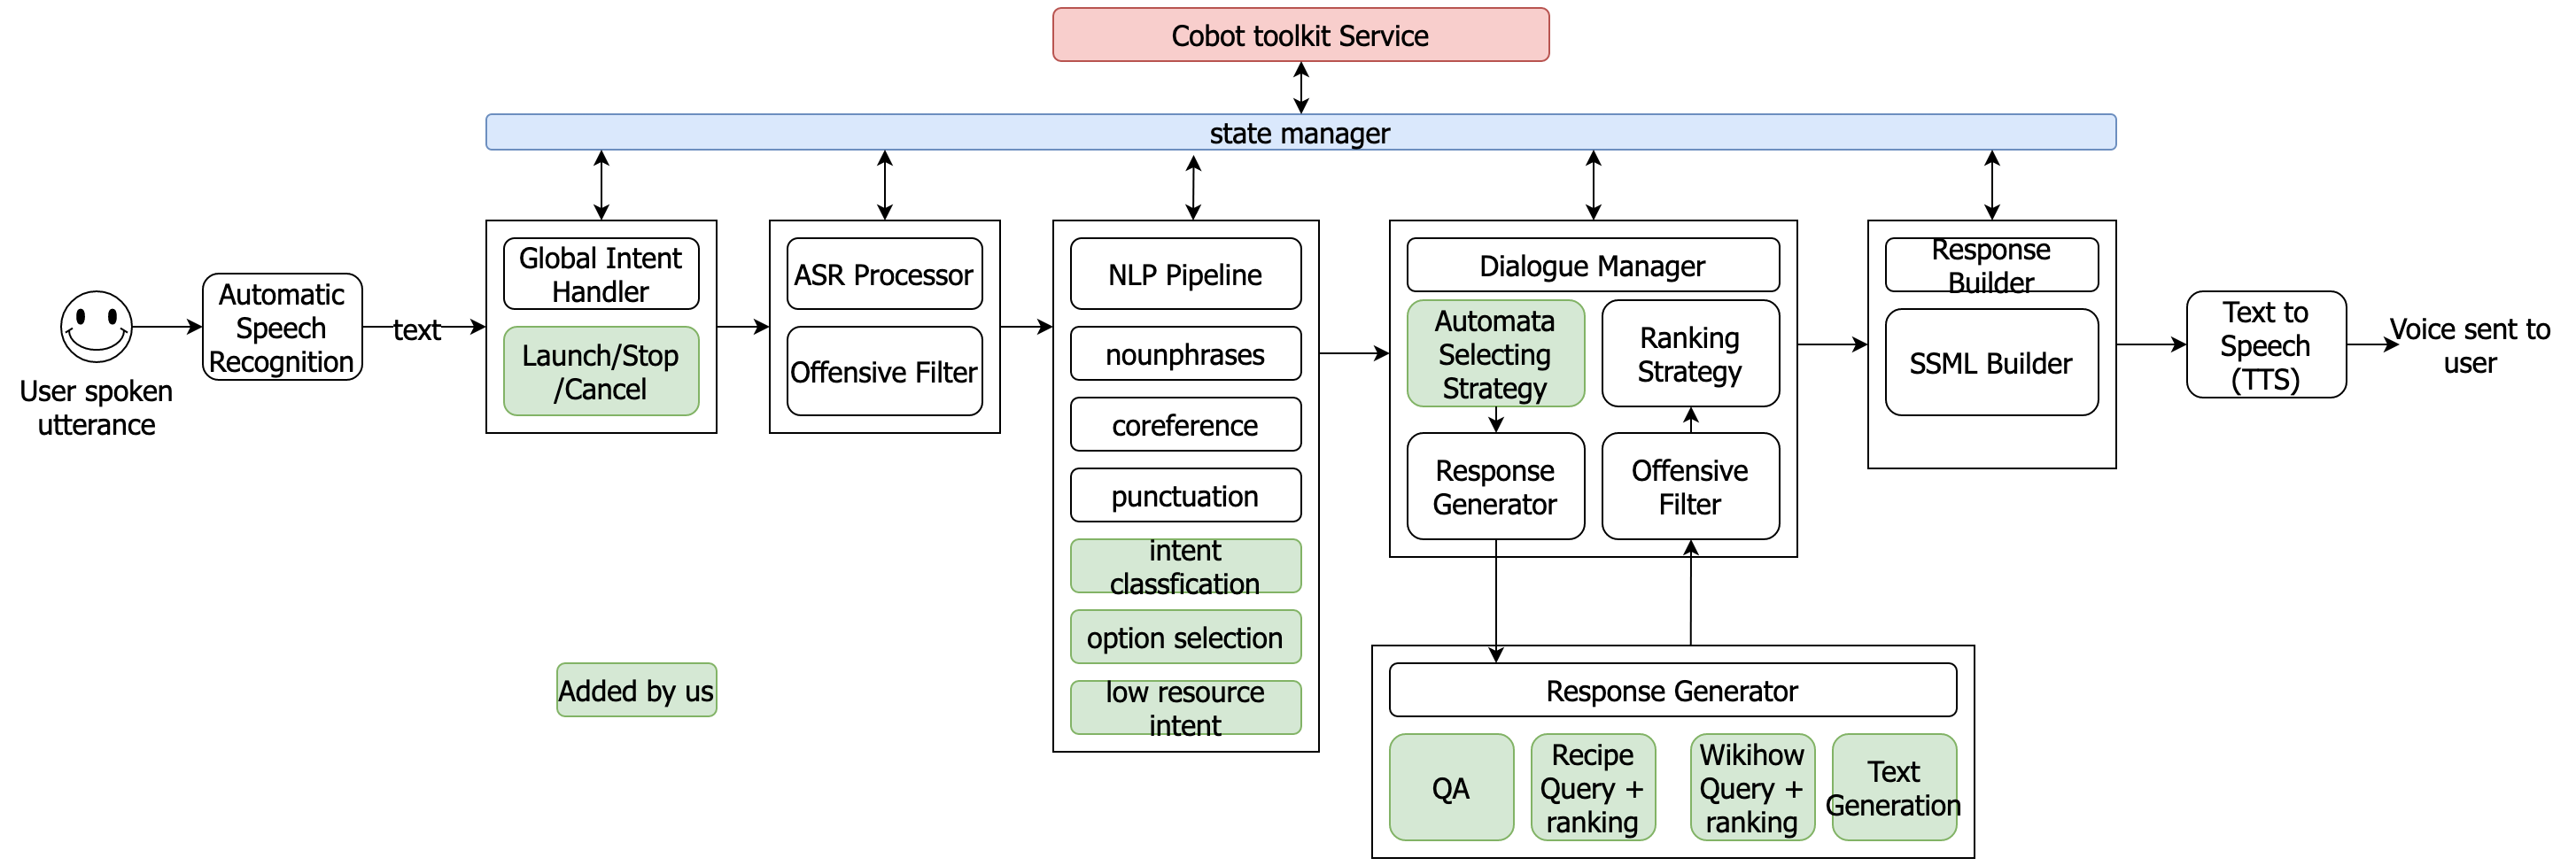 Cobot toolkit Service
state manager
User spoken
utterance
Automatic
Speech
Recognition
text
Global Intent
Handler
Launch/Stop
/Cancel
ASR Processor
Offensive Filter
NLP Pipeline
nounphrases
coreference
punctuation
intent
classfication
option selection
low resource
intent
Dialogue Manager
Automata
Selecting
Strategy
Ranking
Strategy
Response
Generator
Offensive
Filter
Response
Builder
SSML Builder
Text to
Speech
(TTS)
Voice sent to
user
Added by us
Response Generator
QA
Recipe
Query +
ranking
Wikihow
Query +
ranking
Text
Generation